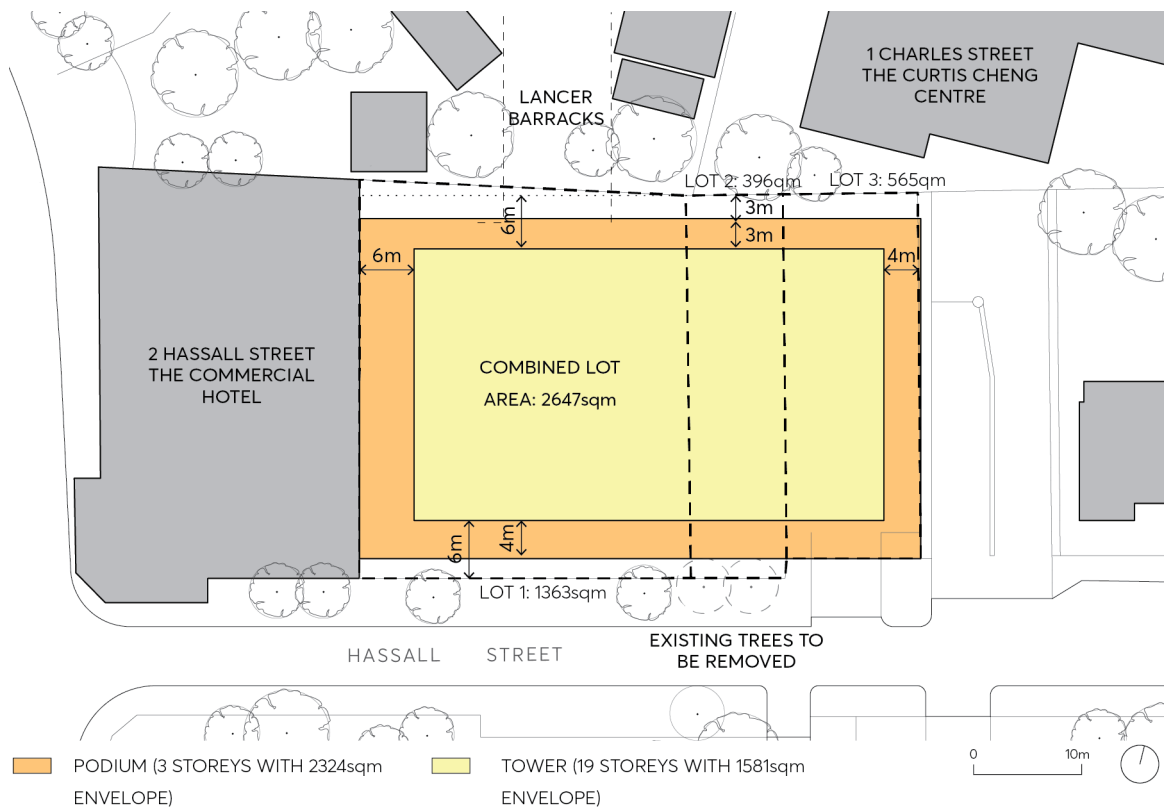 1 CHARLES STREET
THE CURTIS CHENG
CENTRE
LANCER
BARRACKS
LOT 2: 396qm
LOT 3: 565qm
3m
6m
3m
6m
4m
2 HASSALL STREET
THE COMMERCIAL
HOTEL
COMBINED LOT
AREA: 2647sqm
6m
4m
LOT 1: 1363sqm
EXISTING TREES TO
BE REMOVED
HASSALL STREET
PODIUM (3 STOREYS WITH 2324sqm
ENVELOPE)
TOWER (19 STOREYS WITH 1581sqm
ENVELOPE)
0 10m